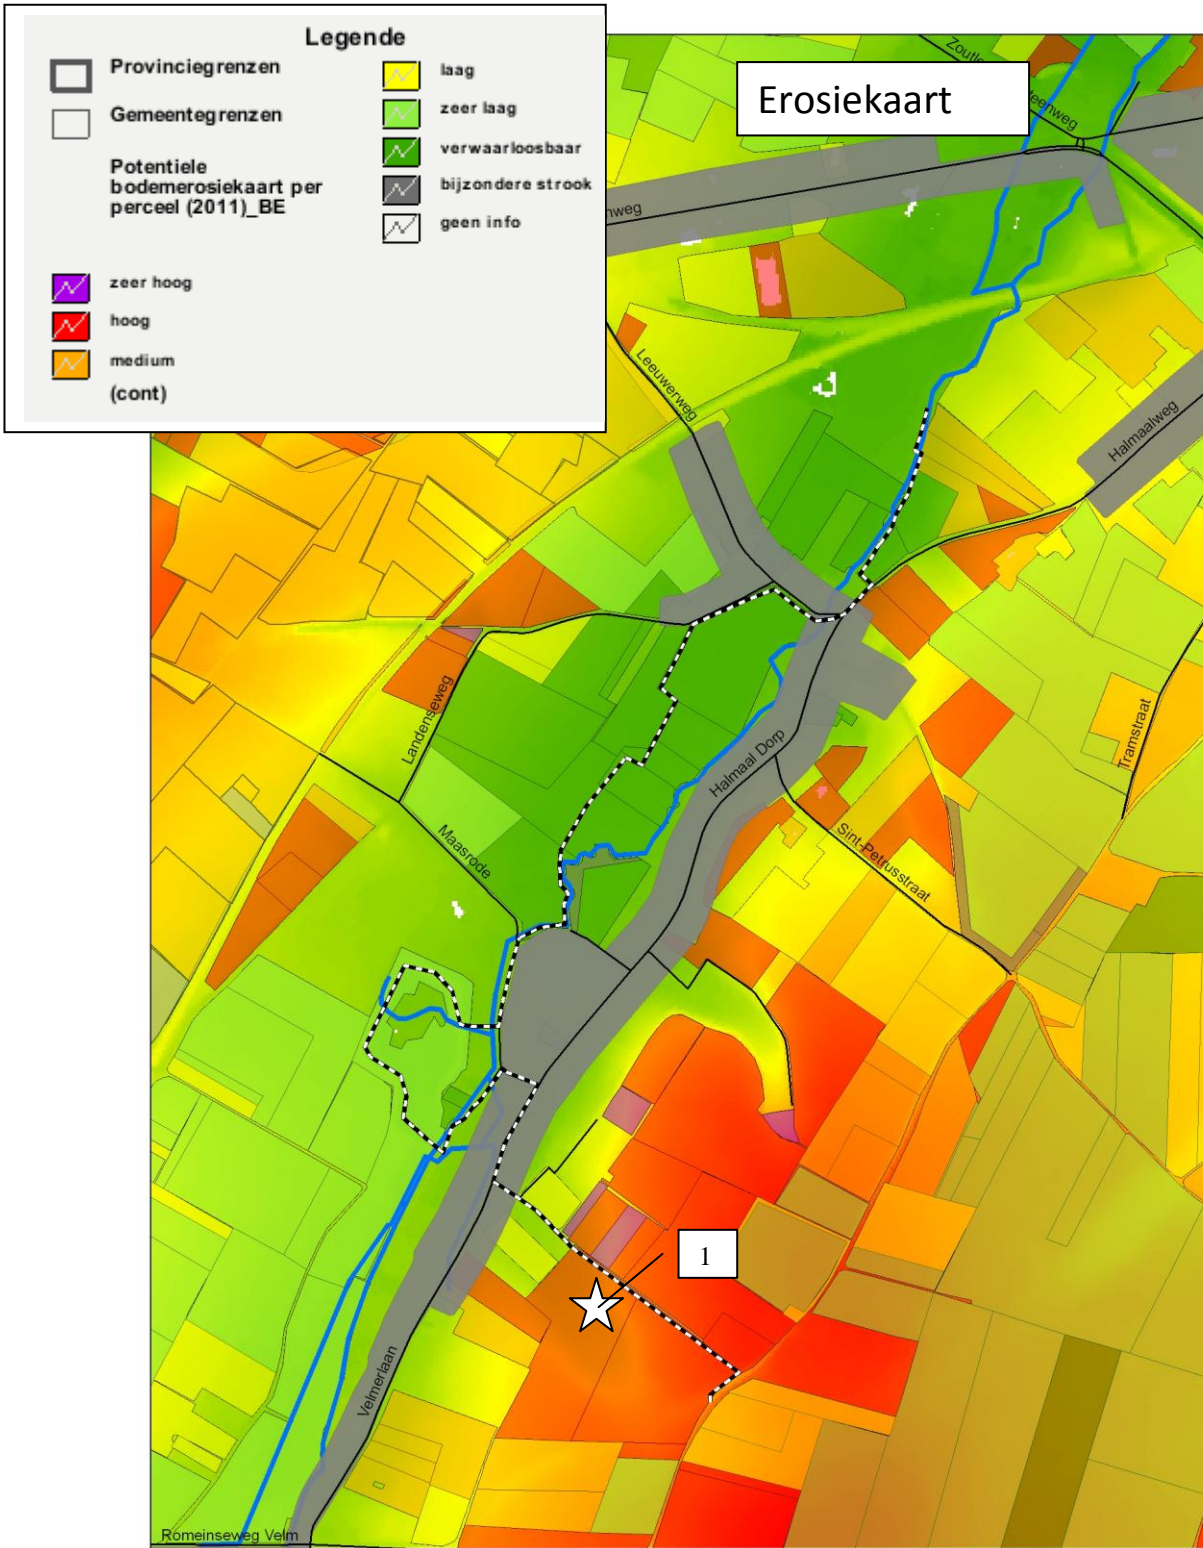 Legende
Provinciegrenzen
Gemeentegrenzen
Potentiele
bodemerosiekaart per
perceel (2011)_BE
zeer hoog
hoog
medium
(cont)
laag
zeer laag
verwaarloosbaar
bijzondere strook
geen info
Erosiekaart
Leeuwerweg
Halmaalweg
Landenseweg
Maasrode
Halmaal Dorp
Sint-Petrusstraat
Tramstraat
1
Velmerlaan
Romeinseweg Velm